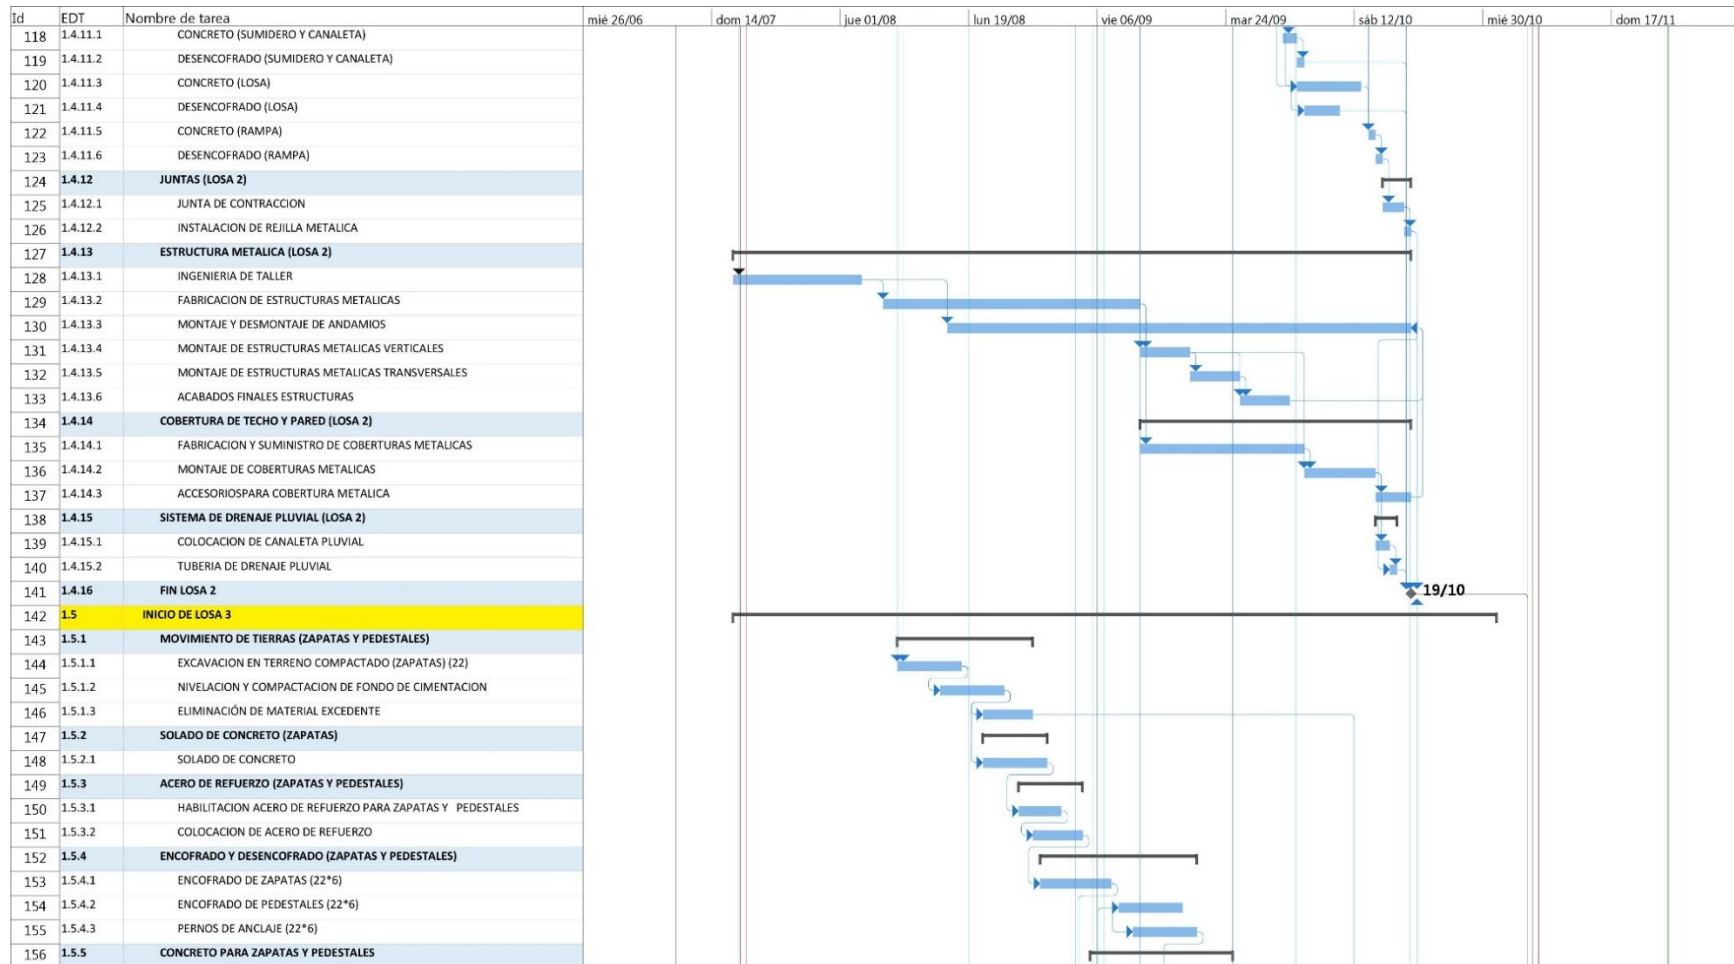 Id EDT Nombre de tarea mié 26/06 dom 14/07 jue 01/08 lun 19/08 vie 06/09 mar 24/09 sáb 12/10 mié 30/10 dom 17/11
118 1.4.11.1 CONCRETO (SUMIDERO Y CANALETA)
119 1.4.11.2 DESENCOFRADO (SUMIDERO Y CANALETA)
120 1.4.11.3 CONCRETO (LOSA)
121 1.4.11.4 DESENCOFRADO (LOSA)
122 1.4.11.5 CONCRETO (RAMPA)
123 1.4.11.6 DESENCOFRADO (RAMPA)
124 1.4.12 JUNTAS (LOSA 2)
125 1.4.12.1 JUNTA DE CONTRACCION
126 1.4.12.2 INSTALACION DE REJILLA METALICA
127 1.4.13 ESTRUCTURA METALICA (LOSA 2)
128 1.4.13.1 INGENIERIA DE TALLER
129 1.4.13.2 FABRICACION DE ESTRUCTURAS METALICAS
130 1.4.13.3 MONTAJE Y DESMONTAJE DE ANDAMIOS
131 1.4.13.4 MONTAJE DE ESTRUCTURAS METALICAS VERTICALES
132 1.4.13.5 MONTAJE DE ESTRUCTURAS METALICAS TRANSVERSALES
133 1.4.13.6 ACABADOS FINALES ESTRUCTURAS
134 1.4.14 COBERTURA DE TECHO Y PARED (LOSA 2)
135 1.4.14.1 FABRICACION Y SUMINISTRO DE COBERTURAS METALICAS
136 1.4.14.2 MONTAJE DE COBERTURAS METALICAS
137 1.4.14.3 ACCESORIOSPARA COBERTURA METALICA
138 1.4.15 SISTEMA DE DRENAJE PLUVIAL (LOSA 2)
139 1.4.15.1 COLOCACION DE CANALETA PLUVIAL
140 1.4.15.2 TUBERIA DE DRENAJE PLUVIAL
141 1.4.16 FIN LOSA 2 19/10
142 1.5 INICIO DE LOSA 3
143 1.5.1 MOVIMIENTO DE TIERRAS (ZAPATAS Y PEDESTALES)
144 1.5.1.1 EXCAVACION EN TERRENO COMPACTADO (ZAPATAS) (22)
145 1.5.1.2 NIVELACION Y COMPACTACION DE FONDO DE CIMENTACION
146 1.5.1.3 ELIMINACIÓN DE MATERIAL EXCEDENTE
147 1.5.2 SOLADO DE CONCRETO (ZAPATAS)
148 1.5.2.1 SOLADO DE CONCRETO
149 1.5.3 ACERO DE REFUERZO (ZAPATAS Y PEDESTALES)
150 1.5.3.1 HABILITACION ACERO DE REFUERZO PARA ZAPATAS Y PEDESTALES
151 1.5.3.2 COLOCACION DE ACERO DE REFUERZO
152 1.5.4 ENCOFRADO Y DESENCOFRADO (ZAPATAS Y PEDESTALES)
153 1.5.4.1 ENCOFRADO DE ZAPATAS (22*6)
154 1.5.4.2 ENCOFRADO DE PEDESTALES (22*6)
155 1.5.4.3 PERNOS DE ANCLAJE (22*6)
156 1.5.5 CONCRETO PARA ZAPATAS Y PEDESTALES